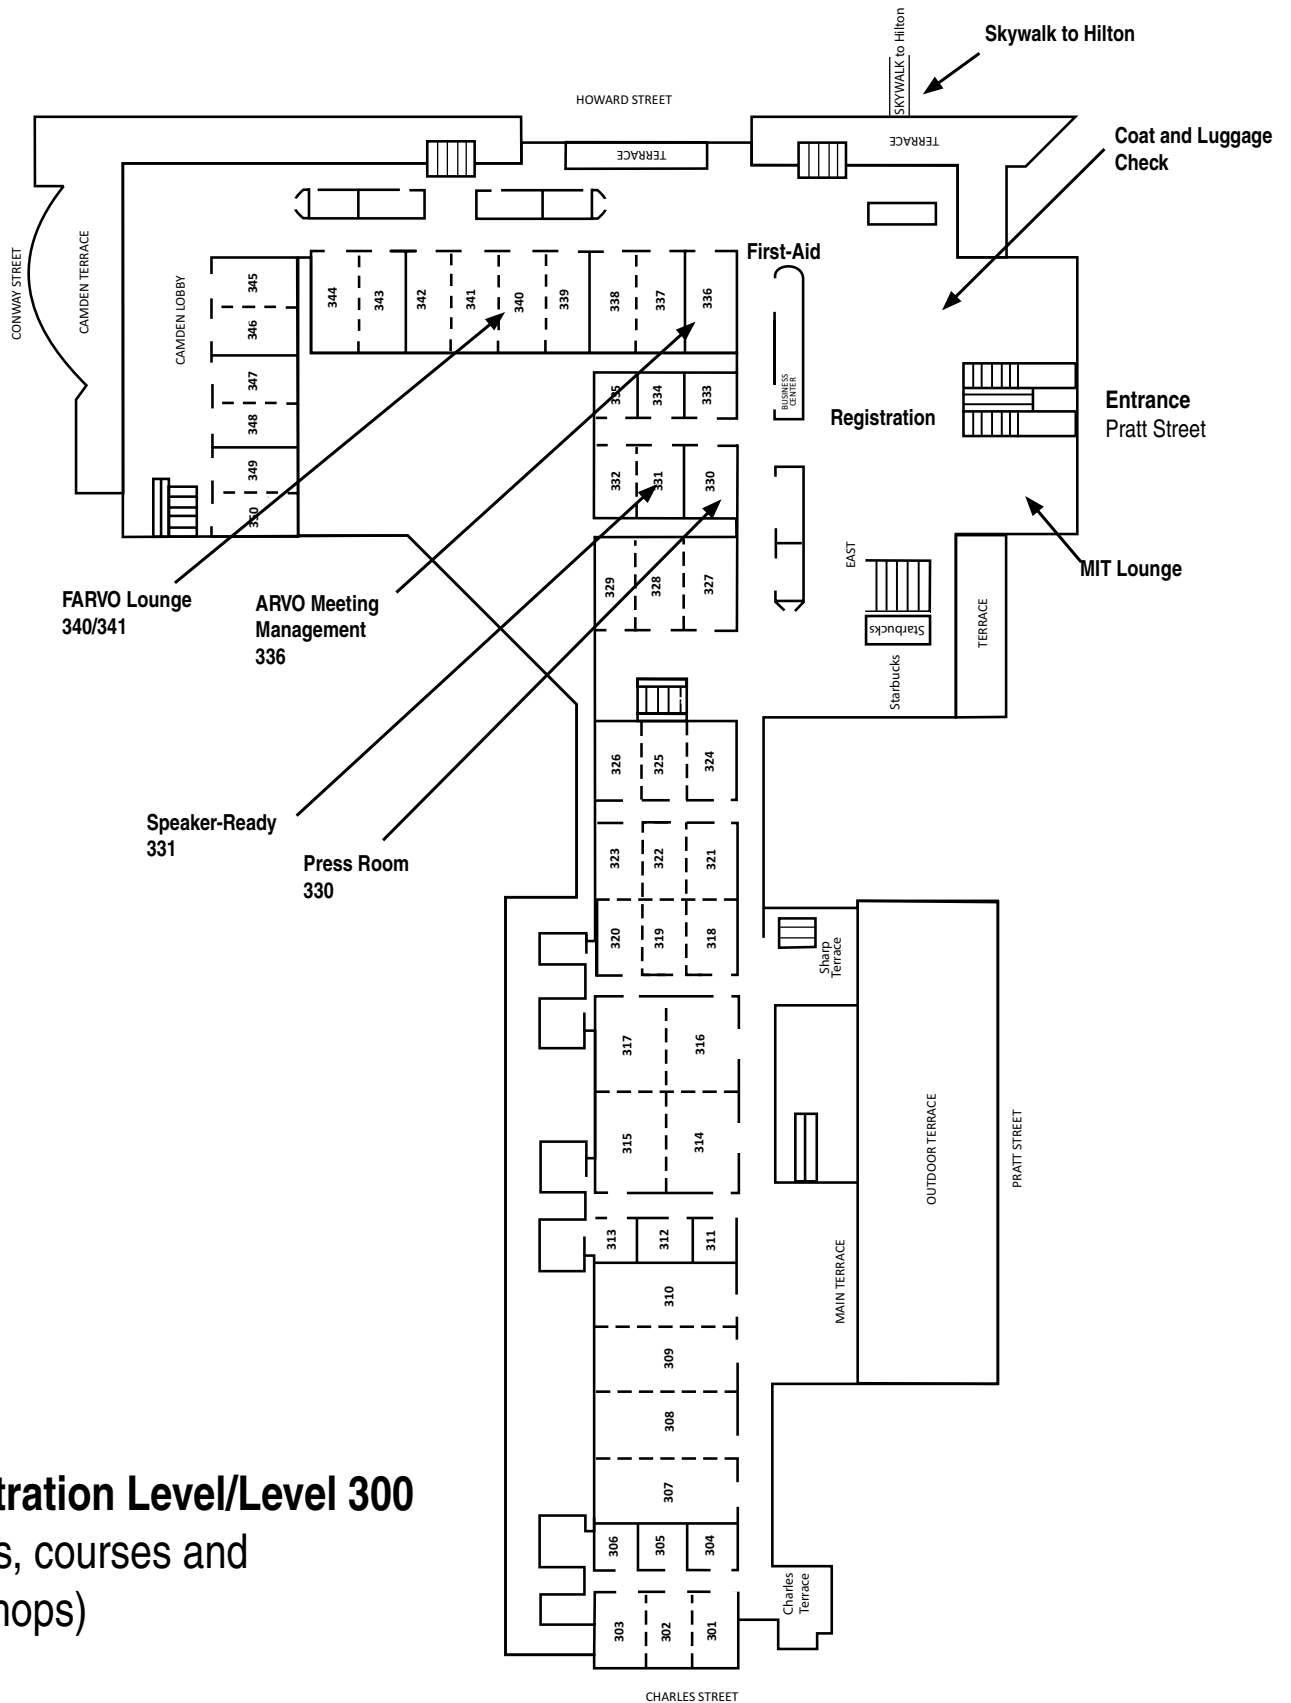 Skywalk to Hilton
SKYWALK to Hilton
HOWARD STREET
TERRACE
TERRACE
Coat and Luggage
Check
CONWAY STREET
CAMDEN TERRACE
CAMDEN LOBBY
First-Aid
345
346
347
348
349
350
344
343
342
341
340
339
338
337
336
335
334
333
BUSINESS
CENTER
Registration
Entrance
Pratt Street
332
331
330
EAST
MIT Lounge
329
328
327
Starbucks
Starbucks
TERRACE
FARVO Lounge
340/341
ARVO Meeting
Management
336
326
325
324
Speaker-Ready
331
Press Room
330
323
322
321
320
319
318
Sharp
Terrace
317
316
315
314
OUTDOOR TERRACE
PRATT STREET
313
312
311
MAIN TERRACE
310
309
308
307
306
305
304
303
302
301
Charles
Terrace
tration Level/Level 300
s, courses and
hops)
CHARLES STREET